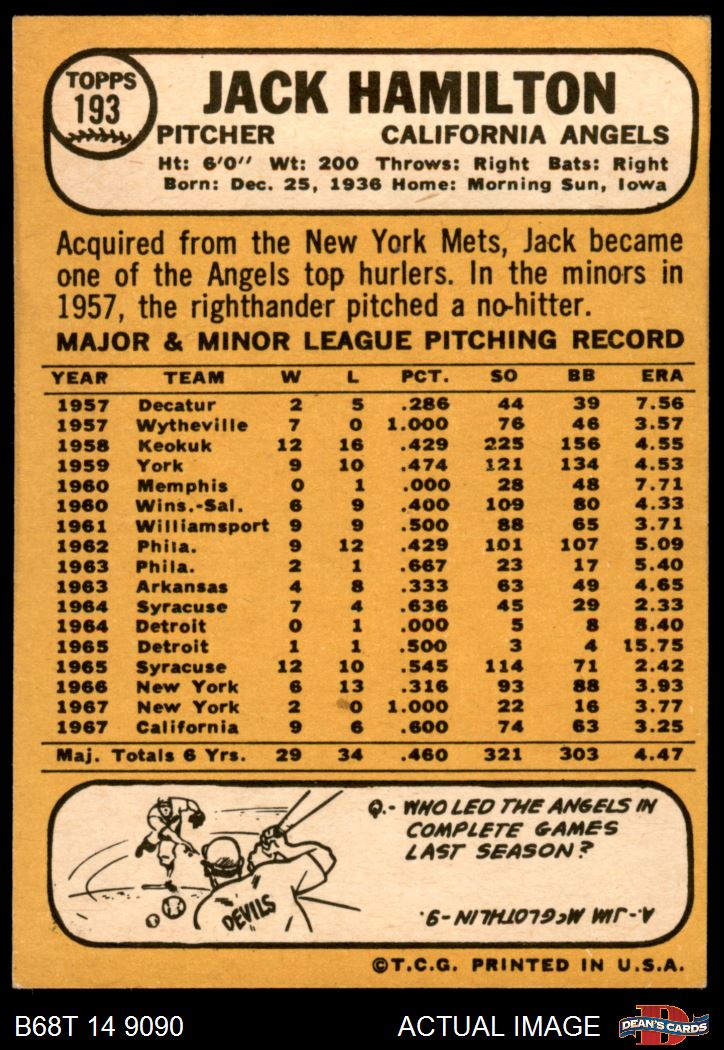 TOPPS
193
JACK HAMILTON
PITCHER CALIFORNIA ANGELS
Ht: 6'0" Wt: 200 Throws: Right Bats: Right
Born: Dec. 25, 1936 Home: Morning Sun, Iowa
Acquired from the New York Mets, Jack became
one of the Angels top hurlers. In the minors in
1957, the righthander pitched a no-hitter.
MAJOR & MINOR LEAGUE PITCHING RECORD
YEAR TEAM W L PCT. SO BB ERA
1957 Decatur 2 5 .286 44 39 7.56
1957 Wytheville 7 0 1.000 76 46 3.57
1958 Keokuk 12 16 .429 225 156 4.55
1959 York 9 10 .474 121 134 4.53
1960 Memphis 0 1 .000 28 48 7.71
1960 Wins.-Sal. 6 9 .400 109 80 4.33
1961 Williamsport 9 9 .500 88 65 3.71
1962 Phila. 9 12 .429 101 107 5.09
1963 Phila. 2 1 .667 23 17 5.40
1963 Arkansas 4 8 .333 63 49 4.65
1964 Syracuse 7 4 .636 45 29 2.33
1964 Detroit 0 1 .000 5 8 8.40
1965 Detroit 1 1 .500 3 4 15.75
1965 Syracuse 12 10 .545 114 71 2.42
1966 New York 6 13 .316 93 88 3.93
1967 New York 2 0 1.000 22 16 3.77
1967 California 9 6 .600 74 63 3.25
Maj. Totals 6 Yrs. 29 34 .460 321 303 4.47
Q.- WHO LED THE ANGELS IN
COMPLETE GAMES
LAST SEASON?
A.- JIM McGLOTHLIN-9.
DEVILS
©T.C.G. PRINTED IN U.S.A.
B68T 14 9090 ACTUAL IMAGE
D
DEAN'S CARDS